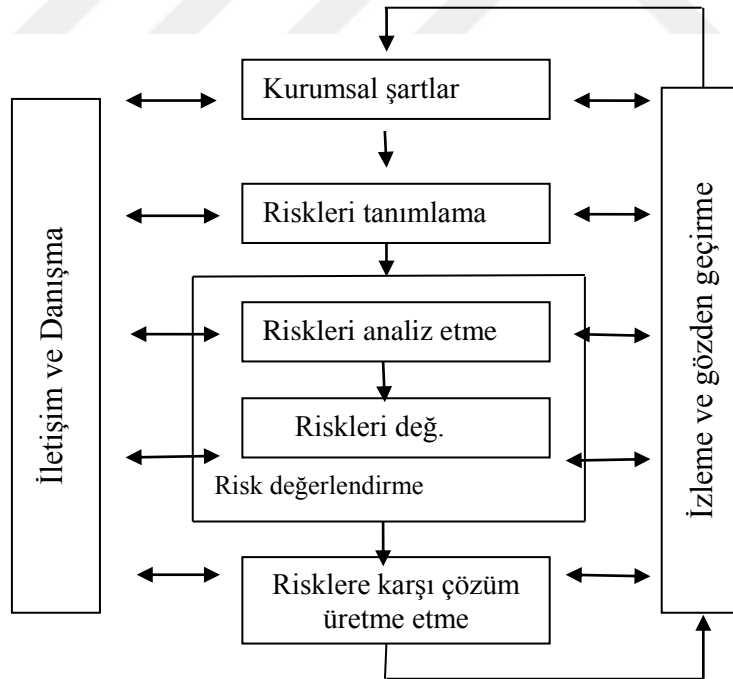 Kurumsal şartlar
Riskleri tanımlama
Riskleri analiz etme
Riskleri değ.
Risk değerlendirme
Risklere karşı çözüm
üretme etme
İletişim ve Danışma
İzleme ve gözden geçirme